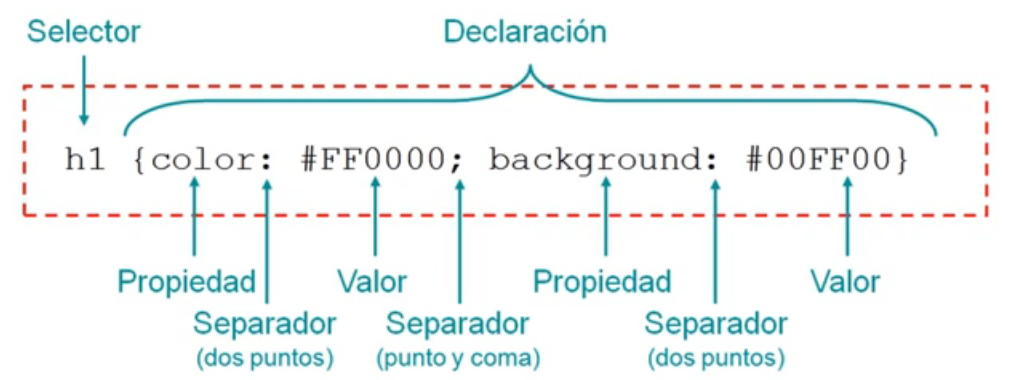 Selector Declaración
h1 {color: #FF0000; background: #00FF00}
Propiedad Valor Propiedad Valor
Separador Separador Separador
(dos puntos) (punto y coma) (dos puntos)